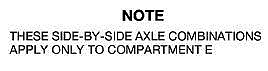 NOTE
THESE SIDE-BY-SIDE AXLE COMBINATIONS
APPLY ONLY TO COMPARTMENT E